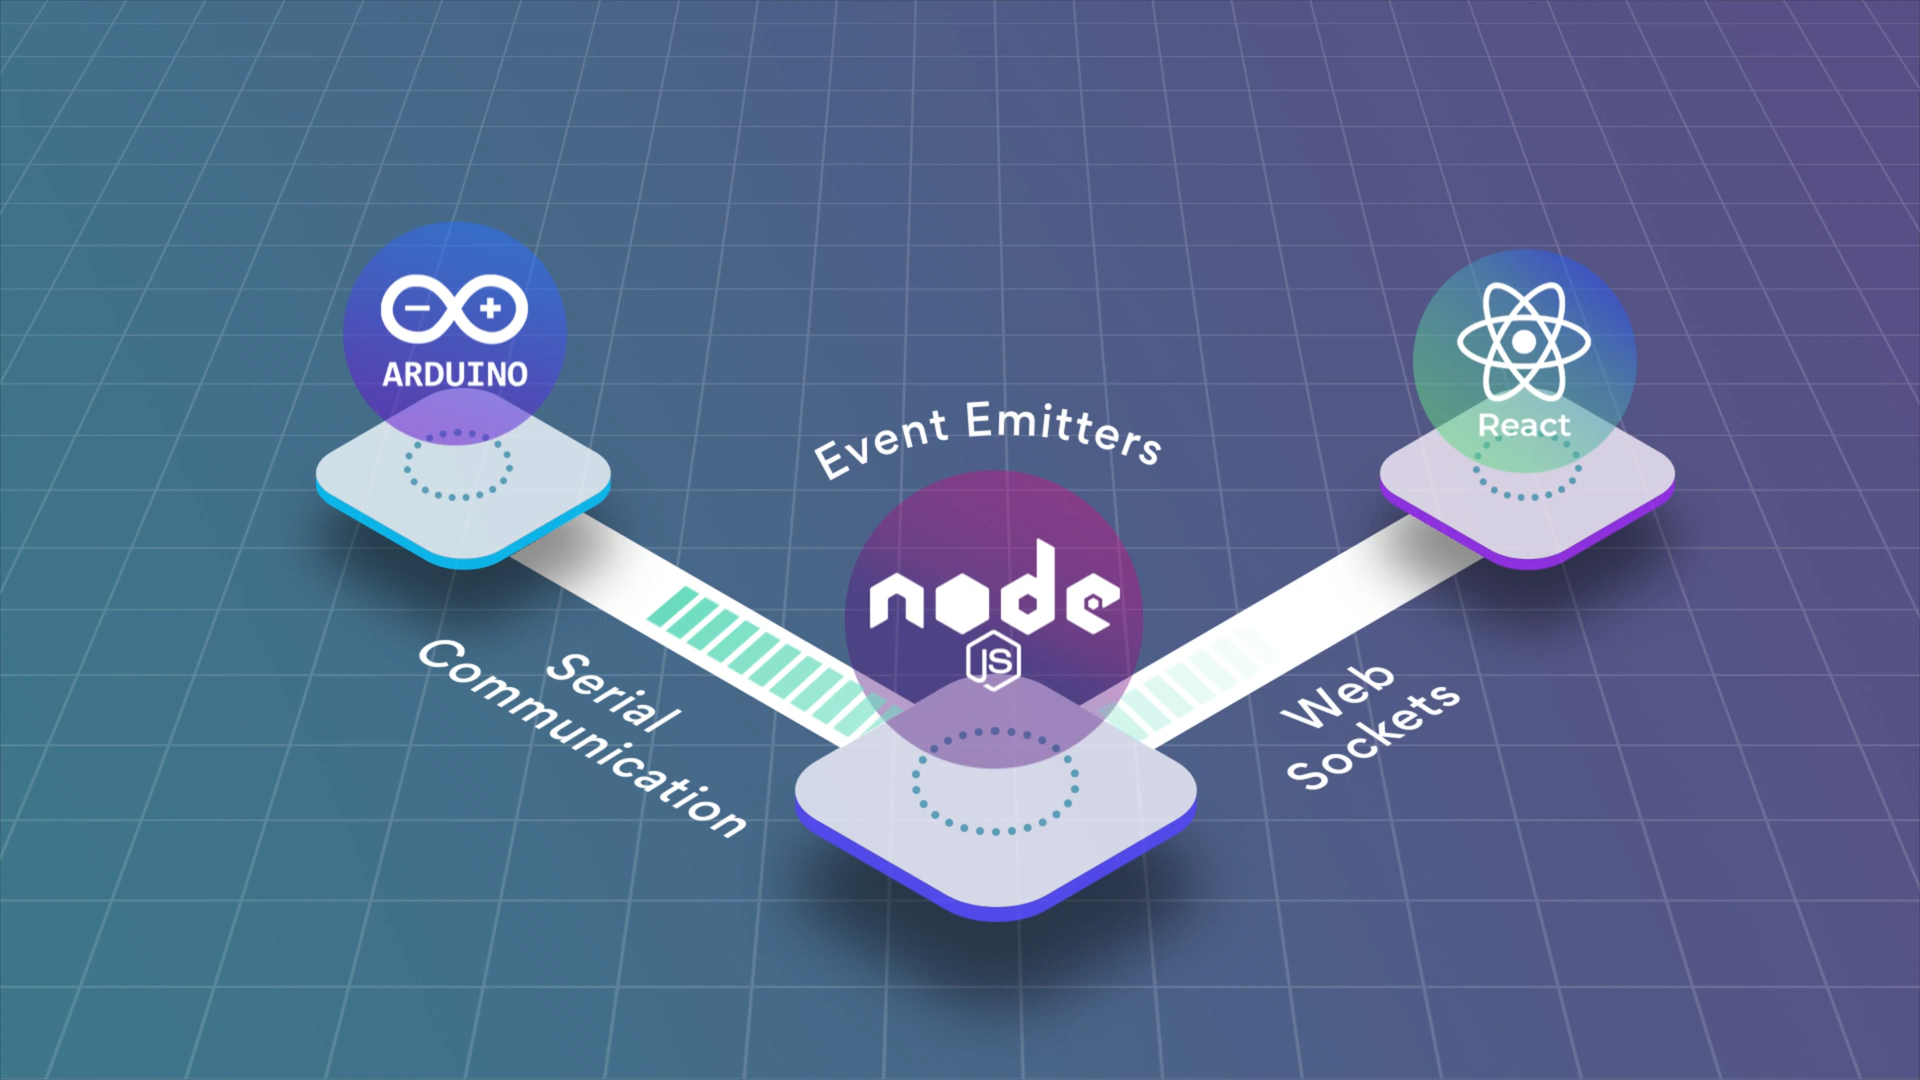 ARDUINO
React
Event Emitters
node
JS
Serial
Communication
Web
Sockets